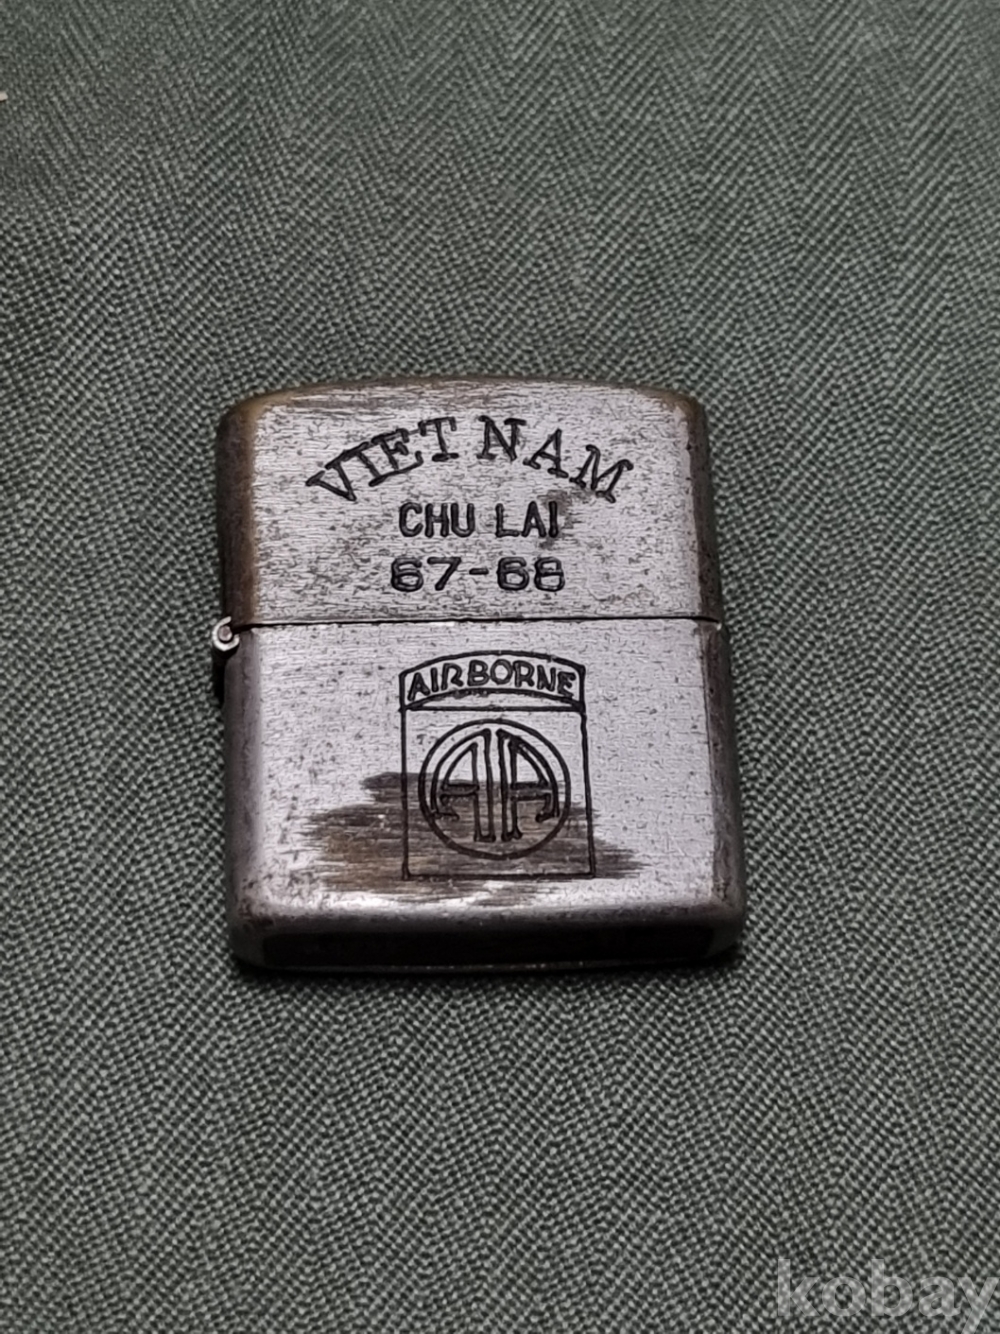 VIET NAM
CHU LAI
67-68
AIRBORNE
AA
kobay